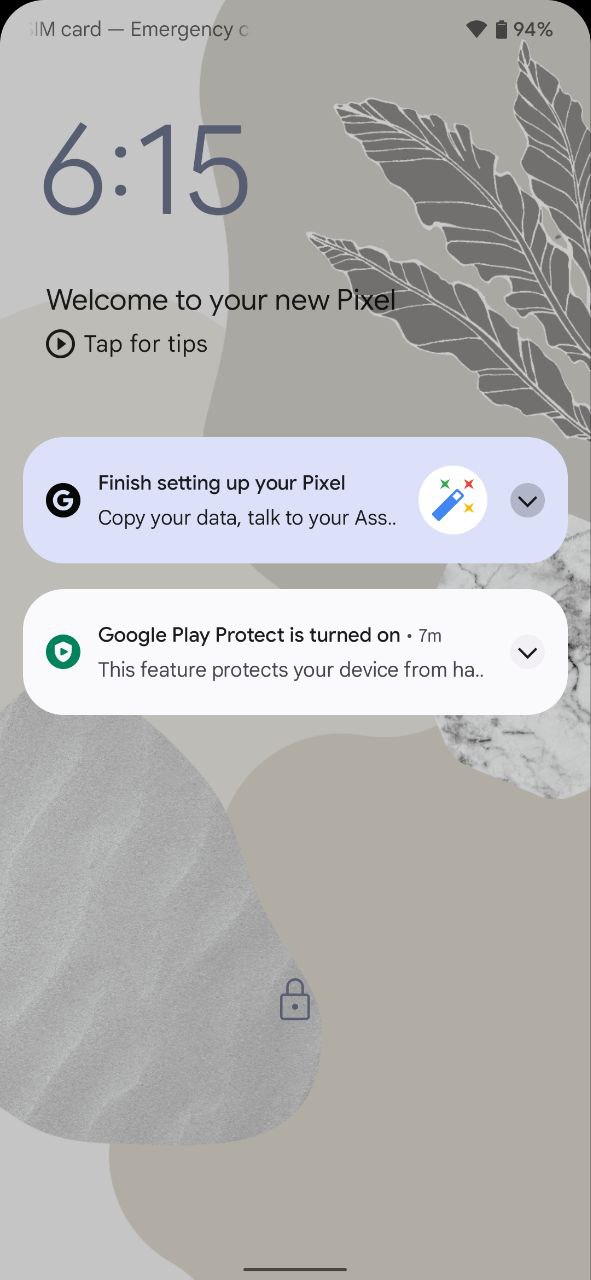 SIM card — Emergency c
94%
6:15
Welcome to your new Pixel
Tap for tips
Finish setting up your Pixel
Copy your data, talk to your Ass..
Google Play Protect is turned on • 7m
This feature protects your device from ha..